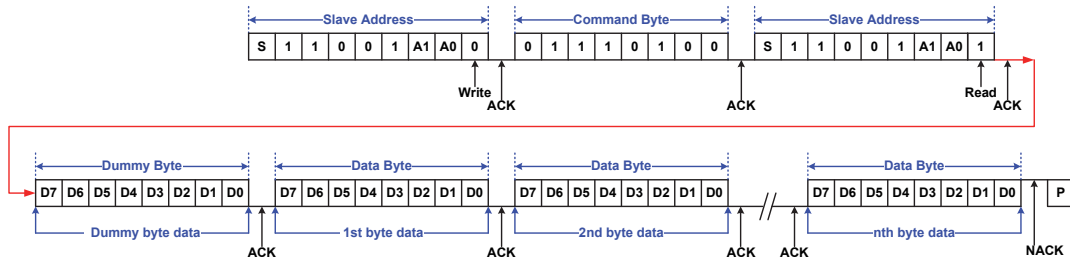 Slave Address Command Byte Slave Address
S 1 1 0 0 1 A1 A0 0 0 1 1 1 0 1 0 0 S 1 1 0 0 1 A1 A0 1
Write ACK ACK Read ACK
Dummy Byte Data Byte Data Byte Data Byte
D7 D6 D5 D4 D3 D2 D1 D0 D7 D6 D5 D4 D3 D2 D1 D0 D7 D6 D5 D4 D3 D2 D1 D0 // D7 D6 D5 D4 D3 D2 D1 D0 P
Dummy byte data 1st byte data 2nd byte data nth byte data
ACK ACK ACK ACK NACK